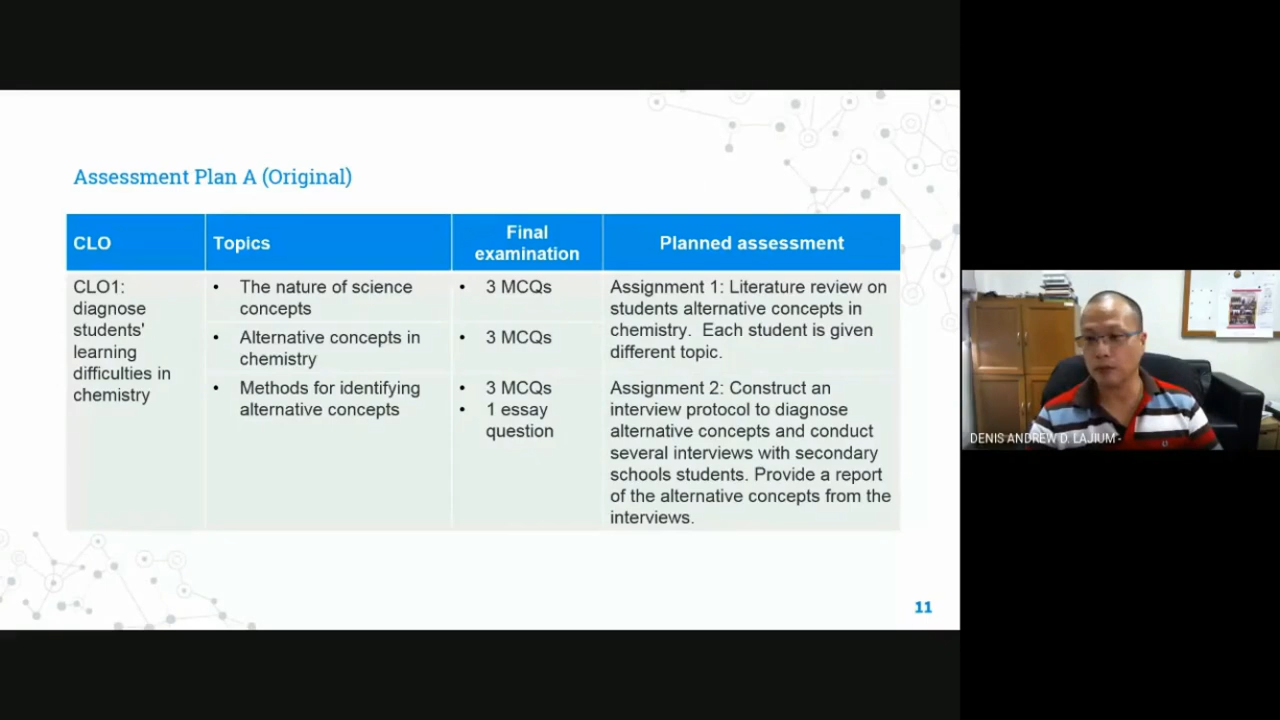 Assessment Plan A (Original)
CLO
Topics
Final
examination
Planned assessment
CLO1:
diagnose
students'
learning
difficulties in
chemistry
• The nature of science
concepts
• 3 MCQs
Assignment 1: Literature review on
students alternative concepts in
chemistry. Each student is given
different topic.
• Alternative concepts in
chemistry
• 3 MCQs
• Methods for identifying
alternative concepts
• 3 MCQs
• 1 essay
question
Assignment 2: Construct an
interview protocol to diagnose
alternative concepts and conduct
several interviews with secondary
schools students. Provide a report
of the alternative concepts from the
interviews.
11
DENIS ANDREW D. LAJIUM -